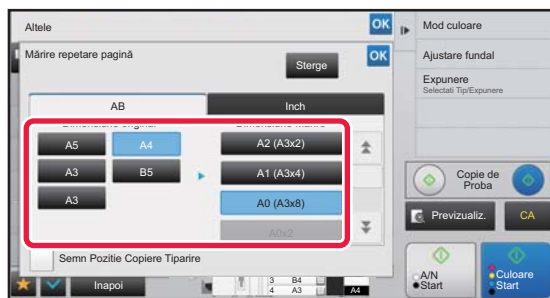 Altele
OK
Mărire repetare pagină
Sterge
OK
AB
Inch
A5
A4
A3
B5
A3
A2 (A3x2)
A1 (A3x4)
A0 (A3x8)
A0x2
Semn Pozitie Copiere Tiparire
Inapoi
3 B4
4 A3
A4
Mod culoare
Ajustare fundal
Expunere
Selectati Tip/Expunere
Copie de
Proba
Previzualiz.
CA
A/N
Start
Culoare
Start